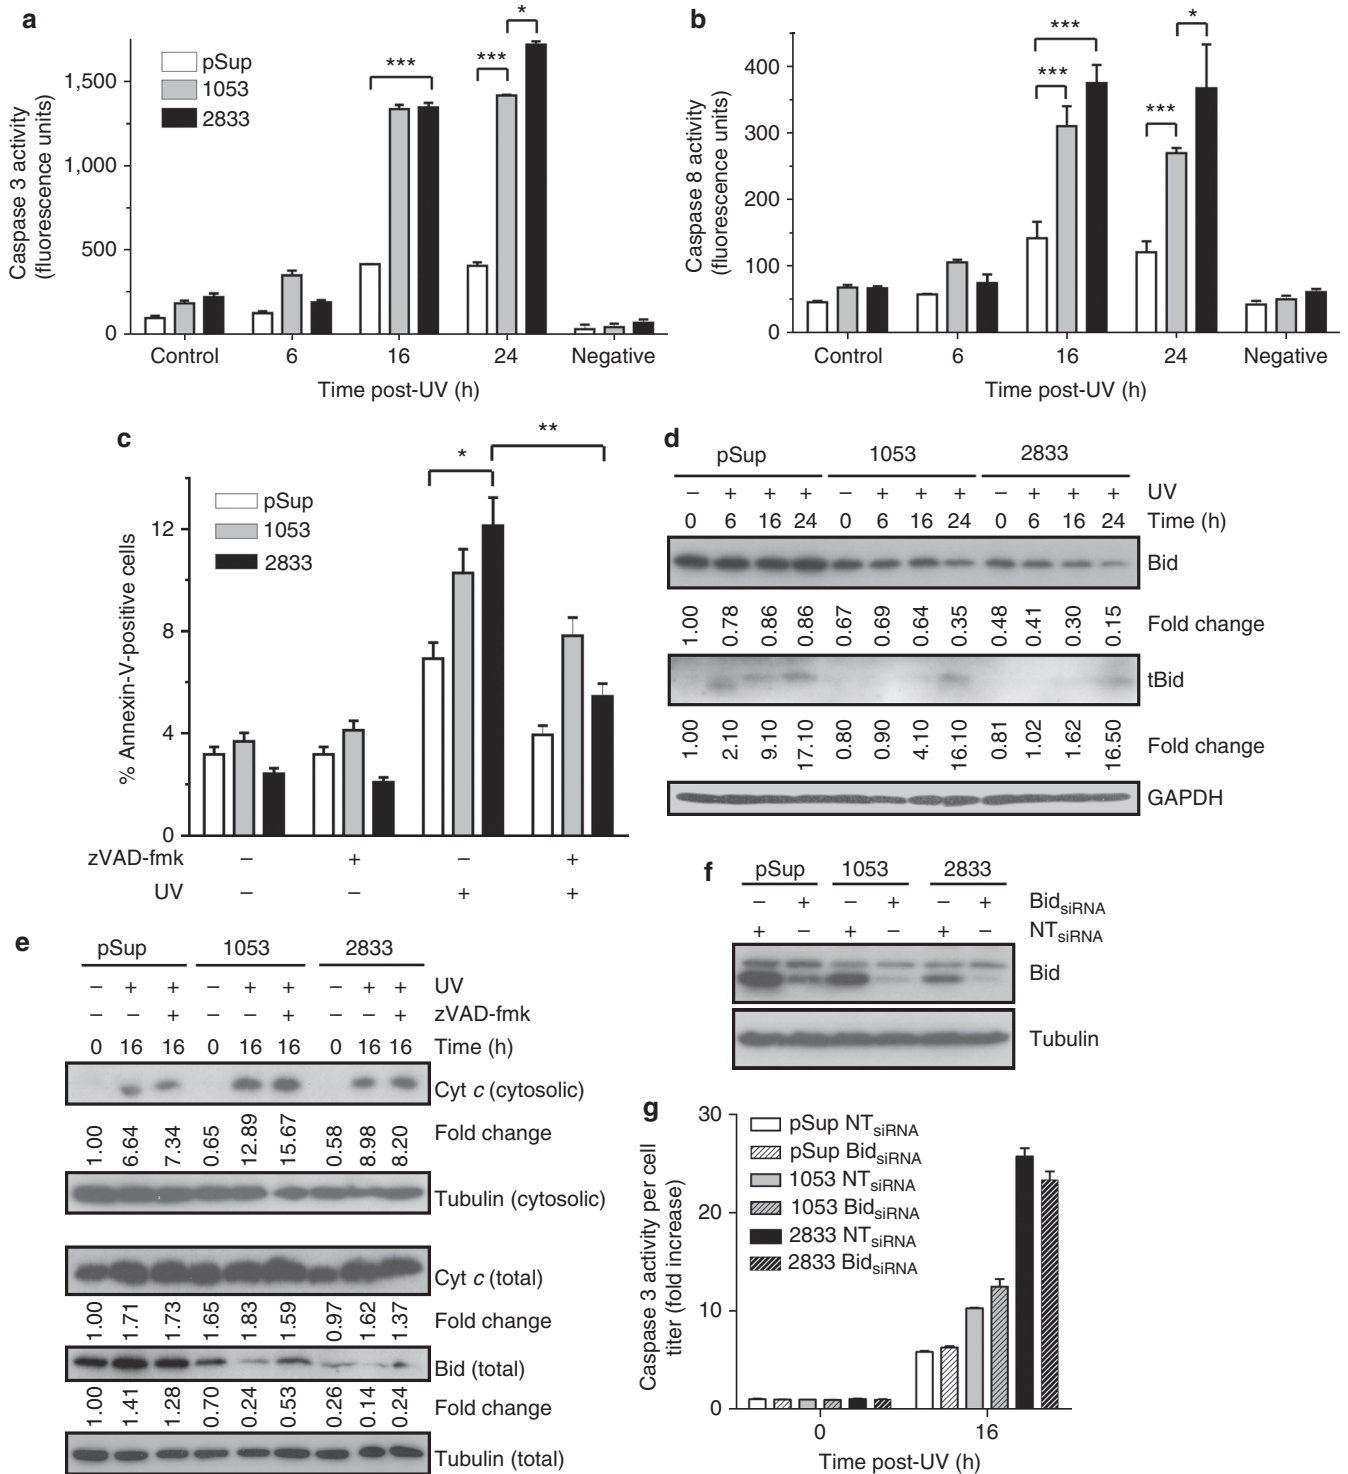 a
Caspase 3 activity
(fluorescence units)
1,500
1,000
500
0
pSup
1053
2833
***
***
*
Control 6 16 24 Negative
Time post-UV (h)
b
Caspase 8 activity
(fluorescence units)
400
300
200
100
0
***
***
***
*
Control 6 16 24 Negative
Time post-UV (h)
c
% Annexin-V-positive cells
12
8
4
0
pSup
1053
2833
*
**
zVAD-fmk – + – +
UV – – + +
d
pSup 1053 2833
– + + + – + + + – + + + UV
0 6 16 24 0 6 16 24 0 6 16 24 Time (h)
Bid
1.00 0.78 0.86 0.86 0.67 0.69 0.64 0.35 0.48 0.41 0.30 0.15 Fold change
tBid
1.00 2.10 9.10 17.10 0.80 0.90 4.10 16.10 0.81 1.02 1.62 16.50 Fold change
GAPDH
e
pSup 1053 2833
– + + – + + – + + UV
– – + – – + – – + zVAD-fmk
0 16 16 0 16 16 0 16 16 Time (h)
Cyt c (cytosolic)
1.00 6.64 7.34 0.65 12.89 15.67 0.58 8.98 8.20 Fold change
Tubulin (cytosolic)
Cyt c (total)
1.00 1.71 1.73 1.65 1.83 1.59 0.97 1.62 1.37 Fold change
Bid (total)
1.00 1.41 1.28 0.70 0.24 0.53 0.26 0.14 0.24 Fold change
Tubulin (total)
f
pSup 1053 2833
– + – + – + BidsiRNA
+ – + – + – NTsiRNA
Bid
Tubulin
g
Caspase 3 activity per cell
titer (fold increase)
30
20
10
0
pSup NTsiRNA
pSup BidsiRNA
1053 NTsiRNA
1053 BidsiRNA
2833 NTsiRNA
2833 BidsiRNA
0 16
Time post-UV (h)